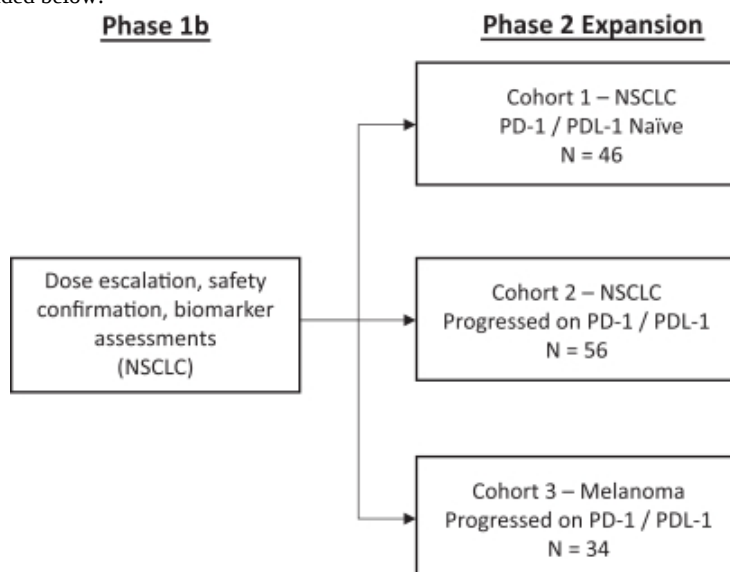 below.
Phase 1b
Phase 2 Expansion
Cohort 1 – NSCLC
PD-1 / PDL-1 Naïve
N = 46
Dose escalation, safety
confirmation, biomarker
assessments
(NSCLC)
Cohort 2 – NSCLC
Progressed on PD-1 / PDL-1
N = 56
Cohort 3 – Melanoma
Progressed on PD-1 / PDL-1
N = 34